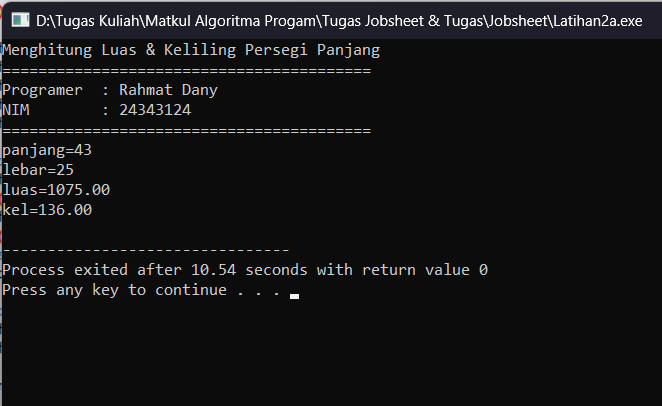 D:\Tugas Kuliah\Matkul Algoritma Progam\Tugas Jobsheet & Tugas\Jobsheet\Latihan2a.exe
Menghitung Luas & Keliling Persegi Panjang
=========================================
Programer  : Rahmat Dany
NIM        : 24343124
=========================================
panjang=43
lebar=25
luas=1075.00
kel=136.00
--------------------------------
Process exited after 10.54 seconds with return value 0
Press any key to continue . . .